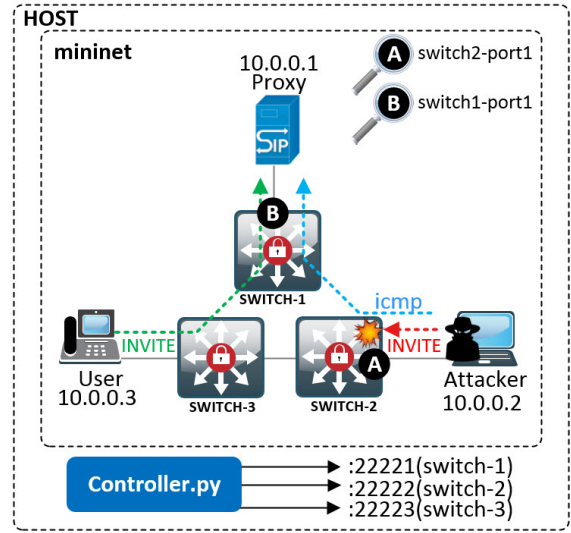 HOST
mininet
10.0.0.1
Proxy
A switch2-port1
B switch1-port1
SIP
B
SWITCH-1
icmp
INVITE
INVITE
A
User
10.0.0.3
SWITCH-3
SWITCH-2
Attacker
10.0.0.2
Controller.py
:22221(switch-1)
:22222(switch-2)
:22223(switch-3)